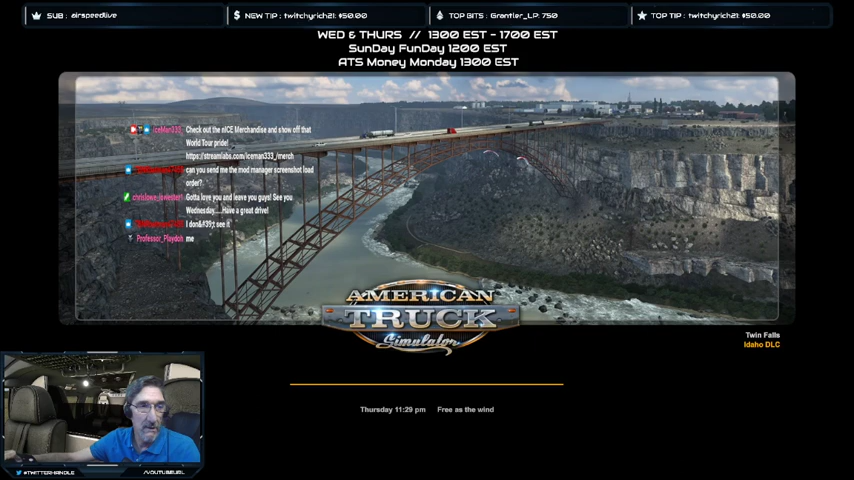 SUB : airspeedlive
NEW TIP : twitchyrich21: $50.00
TOP BITS : Grantler_LP: 750
TOP TIP : twitchyrich21: $50.00
WED & THURS // 1300 EST - 1700 EST
SunDay FunDay 1200 EST
ATS Money Monday 1300 EST
IceMan333_ Check out the nICE Merchandise and show off that
World Tour pride!
https://streamlabs.com/iceman333_/merch
can you send me the mod manager screenshot load
order?
Gotta love you and leave you guys! See you
Wednesday.....Have a great drive!
I don&#39;t see it
Professor_Playdoh me
AMERICAN
TRUCK
Simulator
Twin Falls
Idaho DLC
Thursday 11:29 pm Free as the wind
@TWITTERHANDLE
/YOUTUBEURL